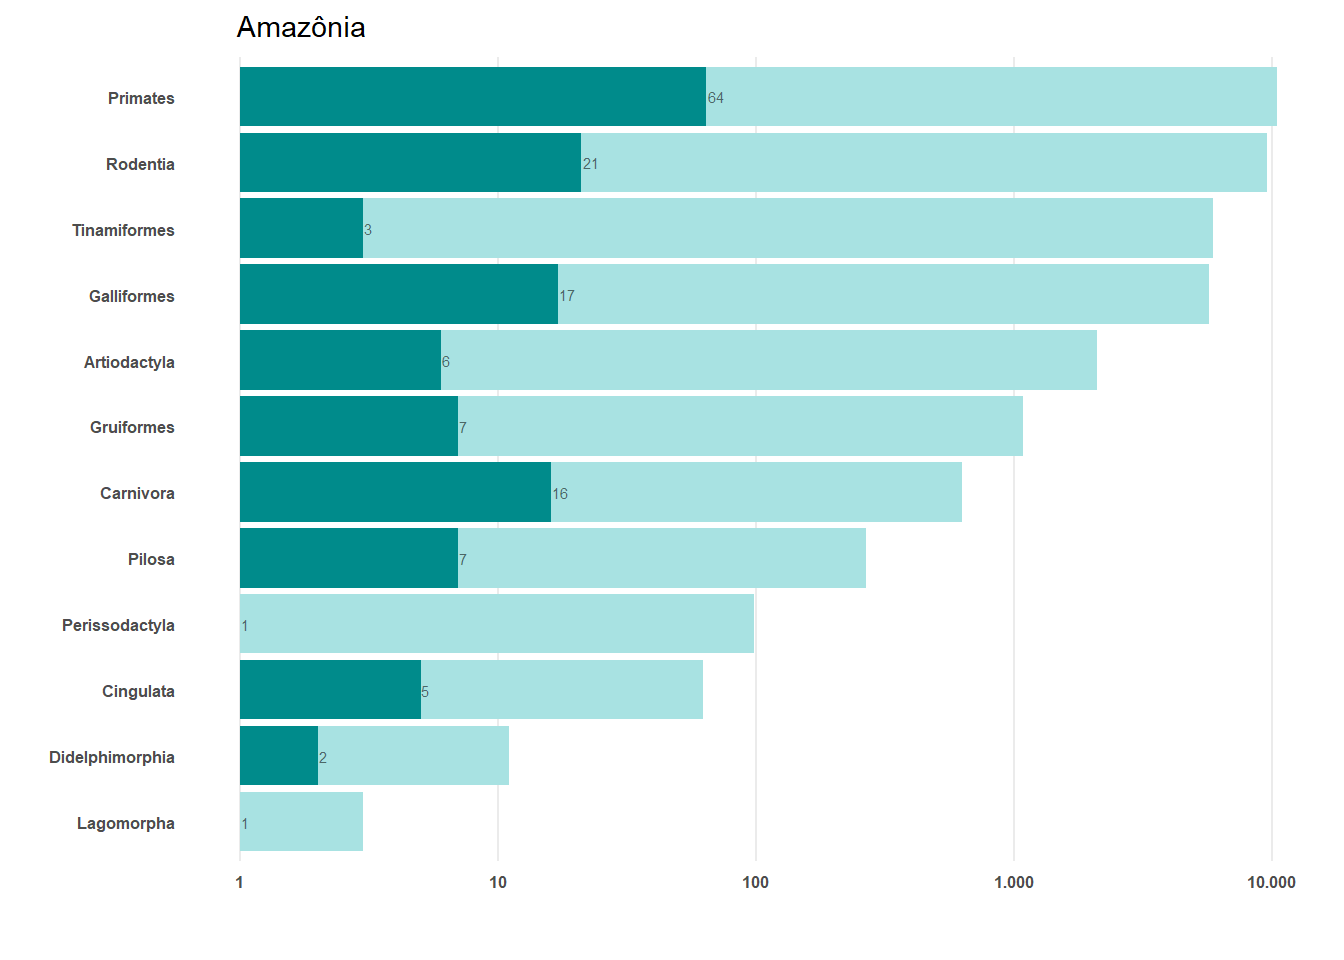 Amazônia
Primates 64
Rodentia 21
Tinamiformes 3
Galliformes 17
Artiodactyla 6
Gruiformes 7
Carnivora 16
Pilosa 7
Perissodactyla 1
Cingulata 5
Didelphimorphia 2
Lagomorpha 1
1 10 100 1.000 10.000